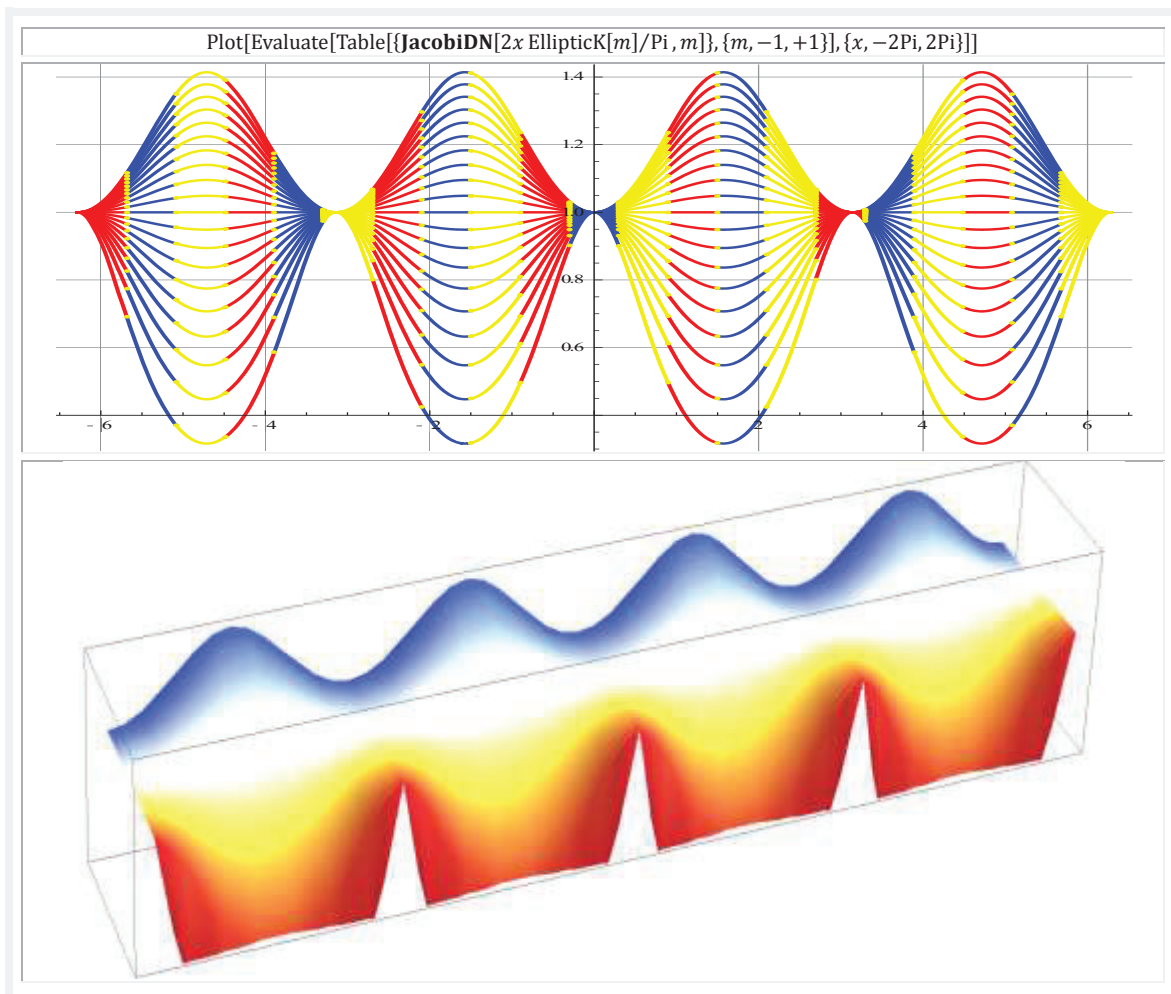 Plot[Evaluate[Table[{JacobiDN[2x EllipticK[m]/Pi , m]}, {m, −1, +1}], {x, −2Pi, 2Pi}]]
1.4
1.2
1.0
0.8
0.6
- 6 - 4 - 2 2 4 6